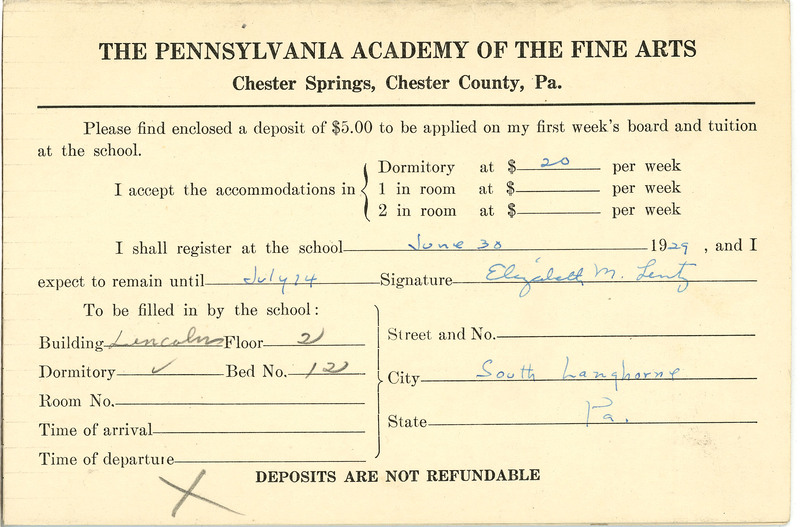 THE PENNSYLVANIA ACADEMY OF THE FINE ARTS
Chester Springs, Chester County, Pa.
Please find enclosed a deposit of $5.00 to be applied on my first week's board and tuition
at the school.
I accept the accommodations in
Dormitory at $ 20 per week
1 in room at $ per week
2 in room at $ per week
I shall register at the school June 30 1929 , and I
expect to remain until July 14 Signature Elizabeth M. Lentz
To be filled in by the school:
Building Lincoln Floor 2
Dormitory ✓ Bed No. 12
Room No.
Time of arrival
Time of departure
Street and No.
City South Langhorne
State Pa.
X
DEPOSITS ARE NOT REFUNDABLE